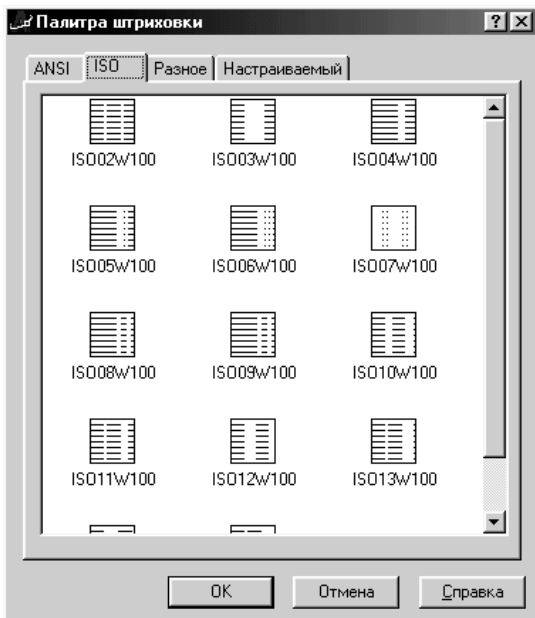 Палитра штриховки
ANSI ISO Разное Настраиваемый
ISO02W100 ISO03W100 ISO04W100
ISO05W100 ISO06W100 ISO07W100
ISO08W100 ISO09W100 ISO10W100
ISO11W100 ISO12W100 ISO13W100
OK Отмена Справка